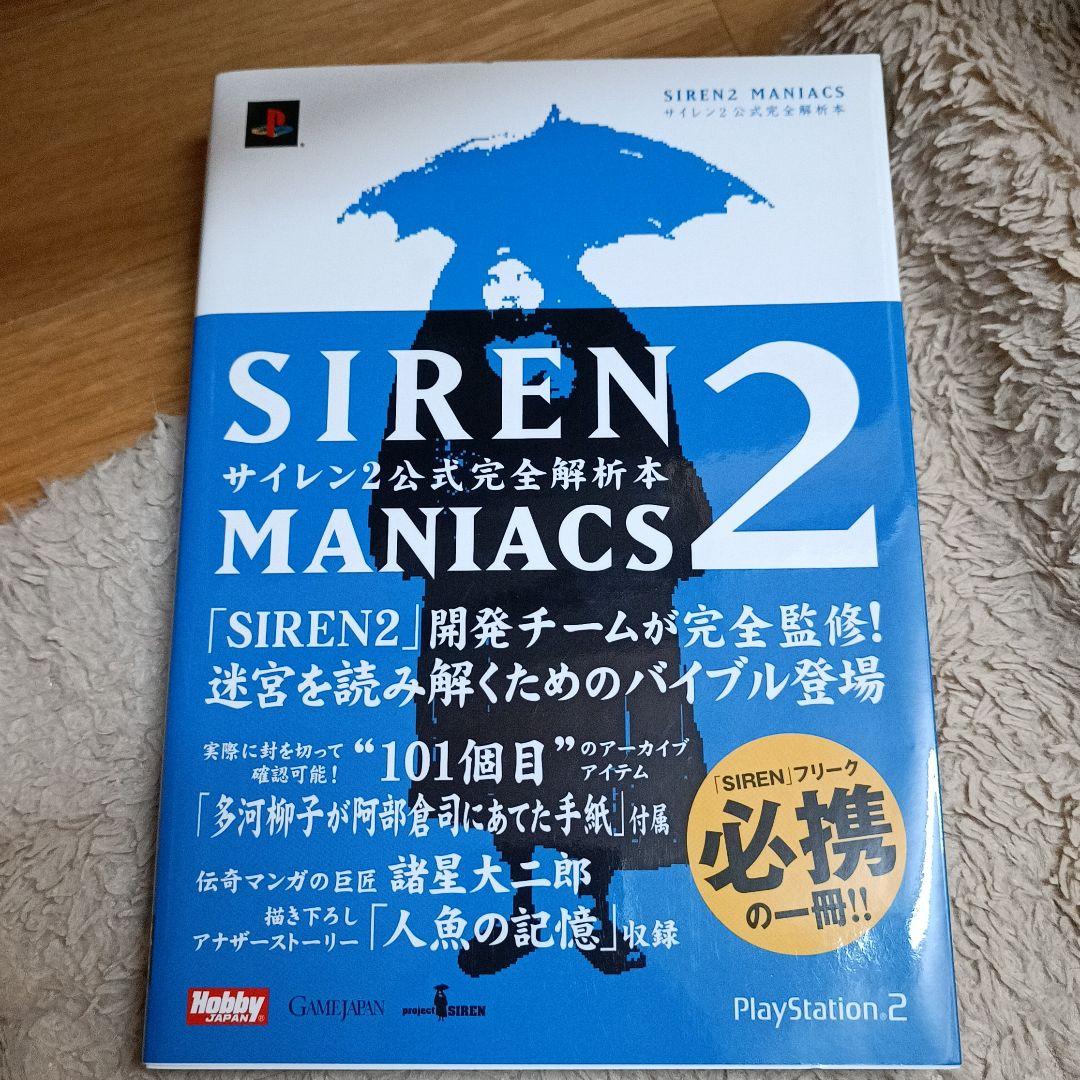 SIREN2 MANIACS
サイレン2公式完全解析本
SIREN 2
サイレン2公式完全解析本
MANIACS
「SIREN2」開発チームが完全監修!
迷宮を読み解くためのバイブル登場
実際に封を切って
確認可能!
“101個目”
のアーカイブ
アイテム
「多河柳子が阿部倉司にあてた手紙」付属
伝奇マンガの巨匠 諸星大二郎
描き下ろし
アナザーストーリー
「人魚の記憶」収録
「SIREN」フリーク
必携
の一冊!!
Hobby
JAPAN®
GAMEJAPAN
project SIREN
PlayStation®2